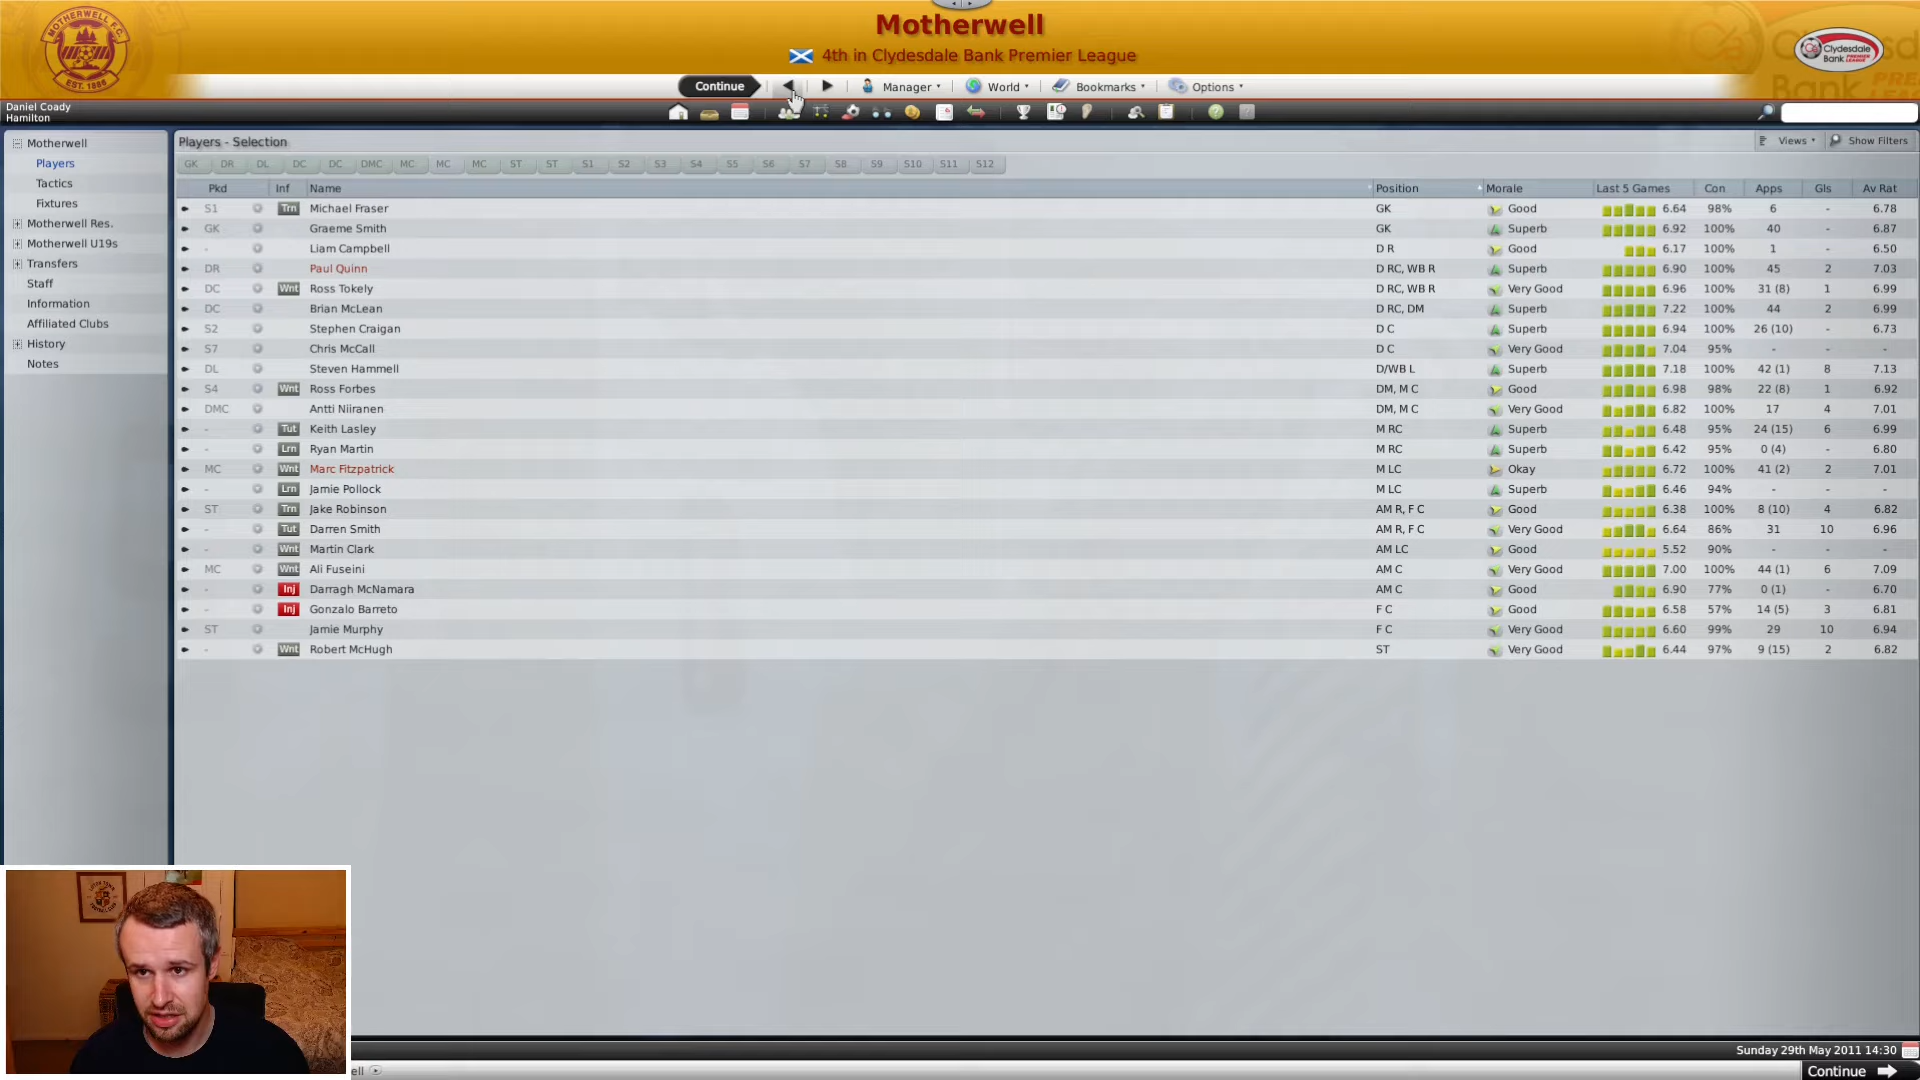 Motherwell
4th in Clydesdale Bank Premier League
MOTHERWELL F.C.
EST. 1886
Clydesdale Bank
Continue Manager World Bookmarks Options
Daniel Coady
Hamilton
Motherwell
Players
Tactics
Fixtures
Motherwell Res.
Motherwell U19s
Transfers
Staff
Information
Affiliated Clubs
History
Notes
Players - Selection Views Show Filters
GK DR DL DC DC DMC MC MC MC ST ST S1 S2 S3 S4 S5 S6 S7 S8 S9 S10 S11 S12
Pkd Inf Name Position Morale Last 5 Games Con Apps Gls Av Rat
S1 Trn Michael Fraser GK Good 6.64 98% 6 - 6.78
GK Graeme Smith GK Superb 6.92 100% 40 - 6.87
- Liam Campbell D R Good 6.17 100% 1 - 6.50
DR Paul Quinn D RC, WB R Superb 6.90 100% 45 2 7.03
DC Wnt Ross Tokely D RC, WB R Very Good 6.96 100% 31 (8) 1 6.99
DC Brian McLean D RC, DM Superb 7.22 100% 44 2 6.99
S2 Stephen Craigan D C Superb 6.94 100% 26 (10) - 6.73
S7 Chris McCall D C Very Good 7.04 95% - - -
DL Steven Hammell D/WB L Superb 7.18 100% 42 (1) 8 7.13
S4 Wnt Ross Forbes DM, M C Good 6.98 98% 22 (8) 1 6.92
DMC Antti Niiranen DM, M C Very Good 6.82 100% 17 4 7.01
- Tut Keith Lasley M RC Superb 6.48 95% 24 (15) 6 6.99
- Lrn Ryan Martin M RC Superb 6.42 95% 0 (4) - 6.80
MC Wnt Marc Fitzpatrick M LC Okay 6.72 100% 41 (2) 2 7.01
- Lrn Jamie Pollock M LC Superb 6.46 94% - - -
ST Trn Jake Robinson AM R, F C Good 6.38 100% 8 (10) 4 6.82
- Tut Darren Smith AM R, F C Very Good 6.64 86% 31 10 6.96
- Wnt Martin Clark AM LC Good 5.52 90% - - -
MC Wnt Ali Fuseini AM C Very Good 7.00 100% 44 (1) 6 7.09
- Inj Darragh McNamara AM C Good 6.90 77% 0 (1) - 6.70
- Inj Gonzalo Barreto F C Good 6.58 57% 14 (5) 3 6.81
ST Jamie Murphy F C Very Good 6.60 99% 29 10 6.94
- Wnt Robert McHugh ST Very Good 6.44 97% 9 (15) 2 6.82
Sunday 29th May 2011 14:30
ell
Continue